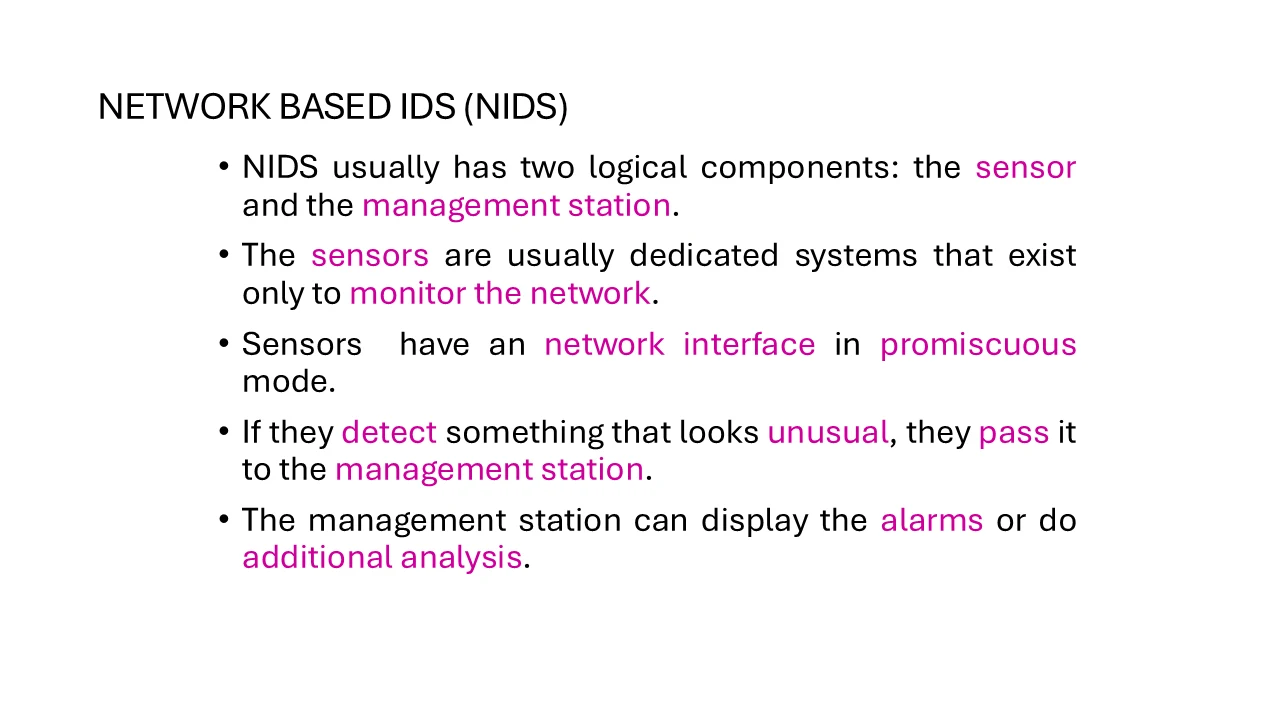 NETWORK BASED IDS (NIDS)
• NIDS usually has two logical components: the sensor
and the management station.
• The sensors are usually dedicated systems that exist
only to monitor the network.
• Sensors have an network interface in promiscuous
mode.
• If they detect something that looks unusual, they pass it
to the management station.
• The management station can display the alarms or do
additional analysis.